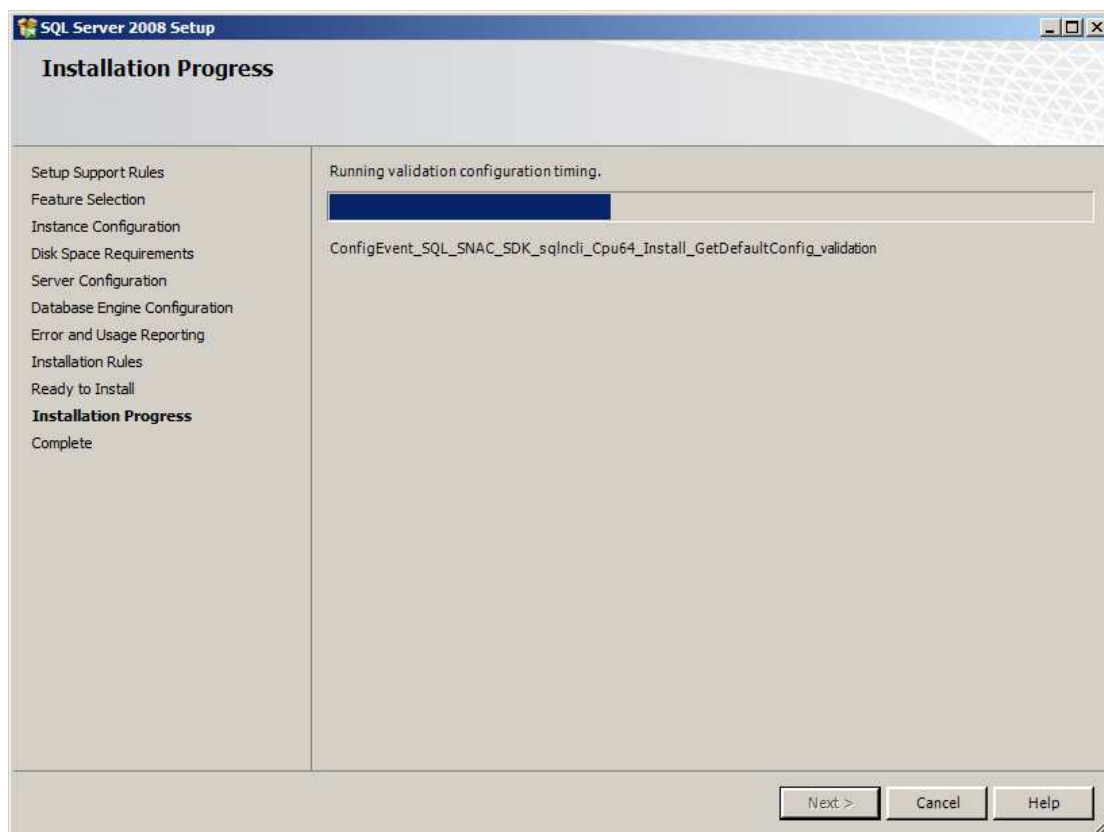 SQL Server 2008 Setup
Installation Progress
Setup Support Rules
Feature Selection
Instance Configuration
Disk Space Requirements
Server Configuration
Database Engine Configuration
Error and Usage Reporting
Installation Rules
Ready to Install
Installation Progress
Complete
Running validation configuration timing.
ConfigEvent_SQL_SNAC_SDK_sqlncli_Cpu64_Install_GetDefaultConfig_validation
Next >
Cancel
Help